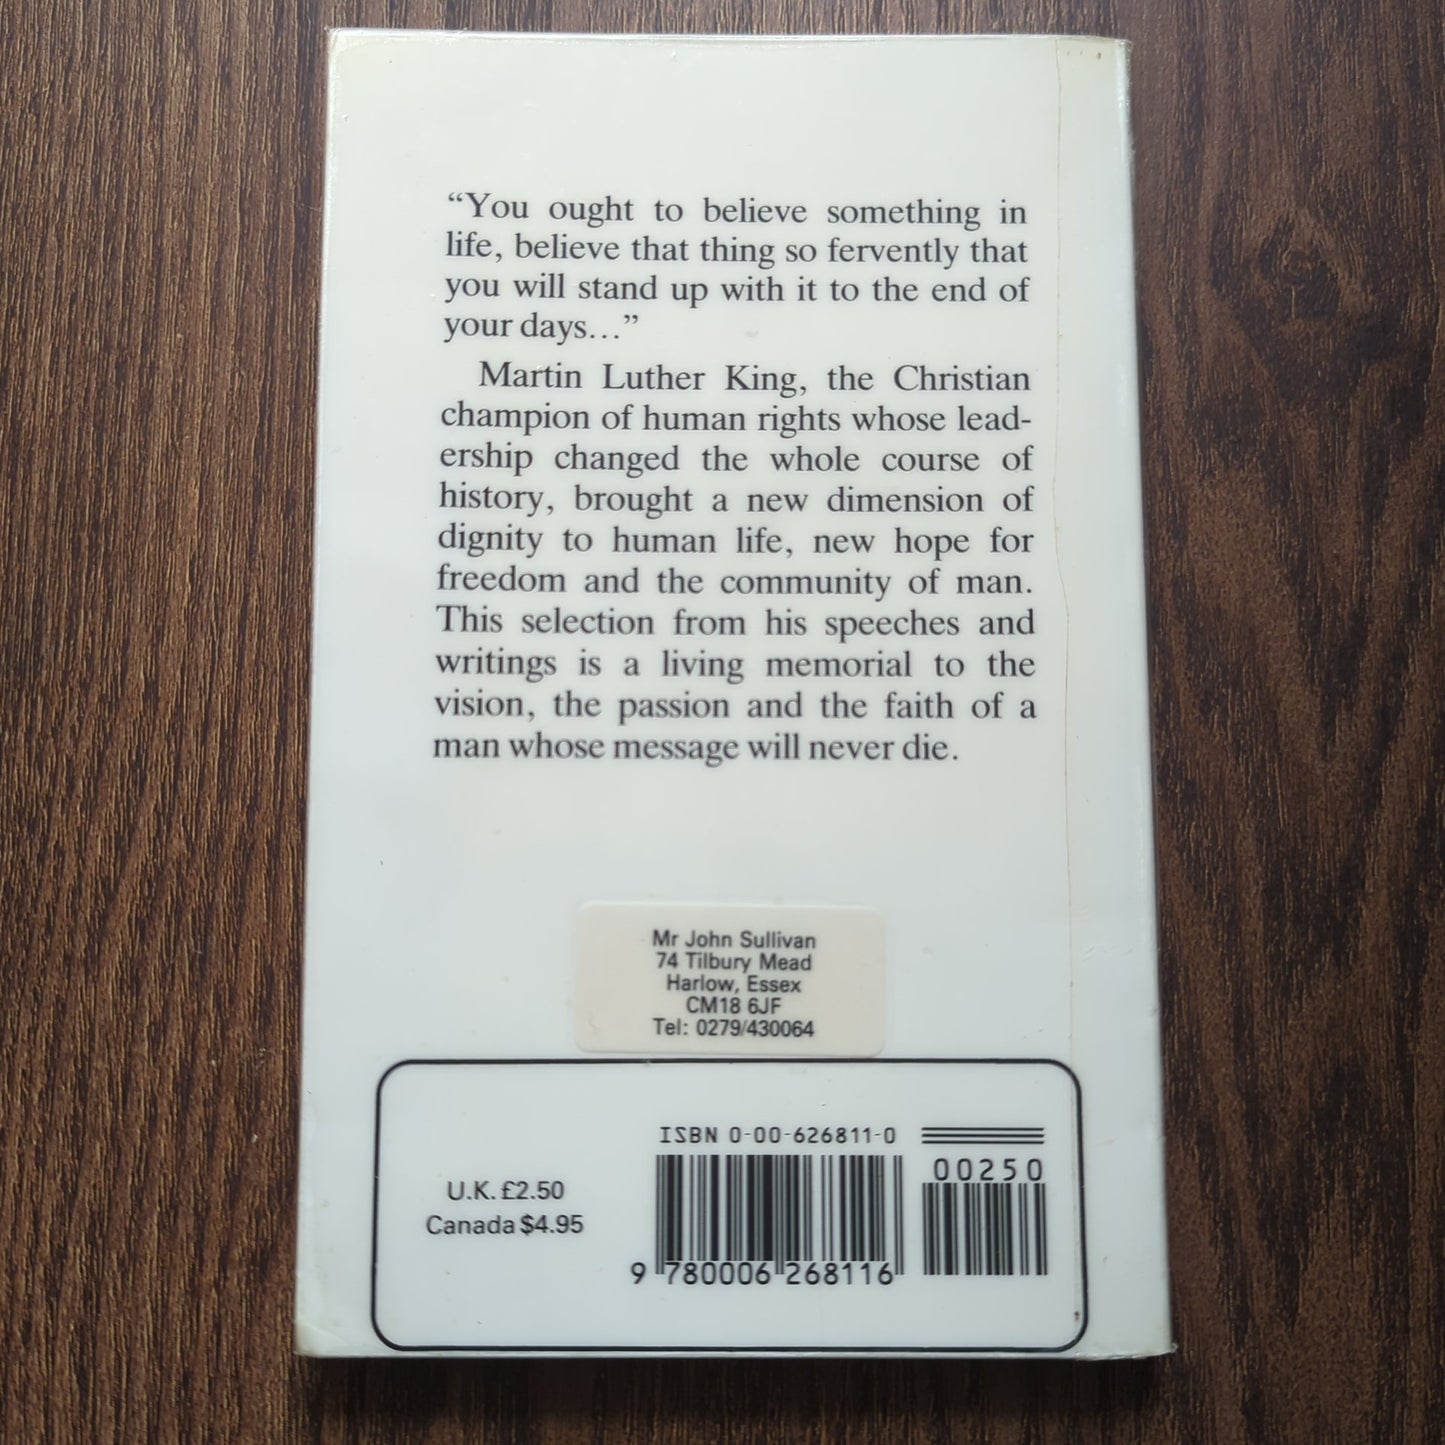 “You ought to believe something in
life, believe that thing so fervently that
you will stand up with it to the end of
your days...”
Martin Luther King, the Christian
champion of human rights whose lead-
ership changed the whole course of
history, brought a new dimension of
dignity to human life, new hope for
freedom and the community of man.
This selection from his speeches and
writings is a living memorial to the
vision, the passion and the faith of a
man whose message will never die.
Mr John Sullivan
74 Tilbury Mead
Harlow, Essex
CM18 6JF
Tel: 0279/430064
ISBN 0-00-626811-0
00250
U.K. £2.50
Canada $4.95
9 780006 268116